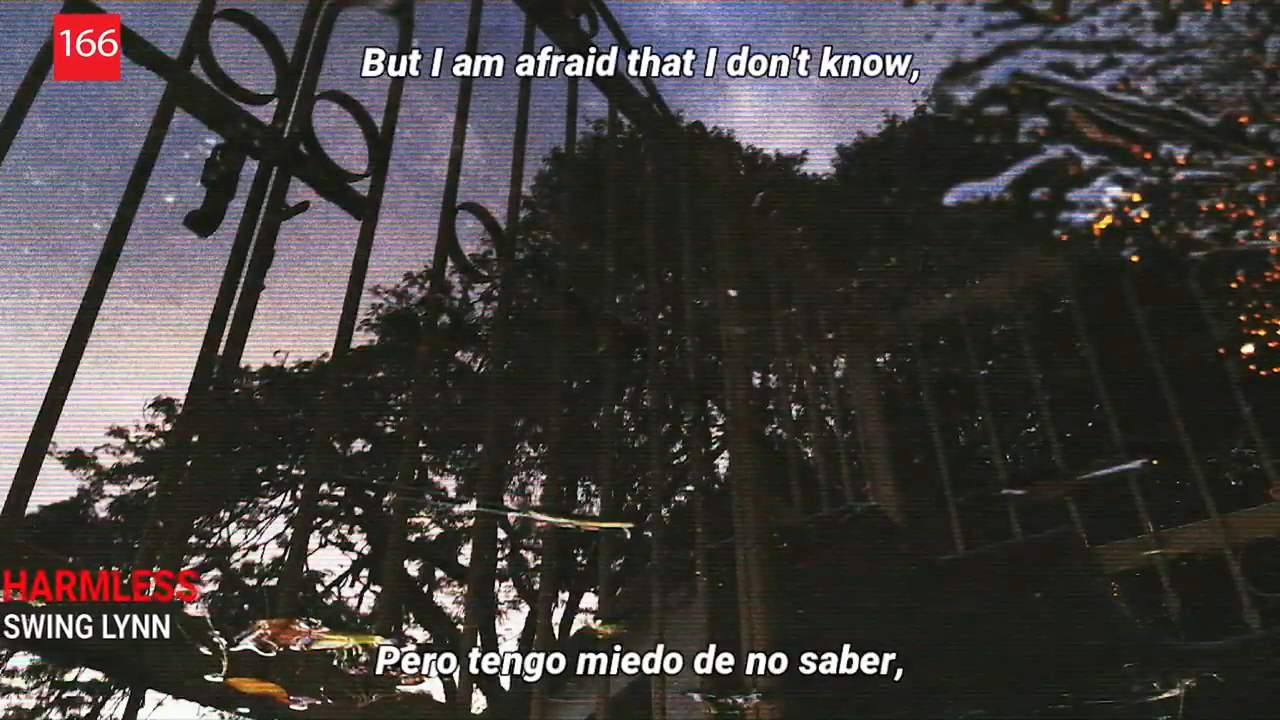 166
But I am afraid that I don't know,
HARMLESS
SWING LYNN
Pero tengo miedo de no saber,